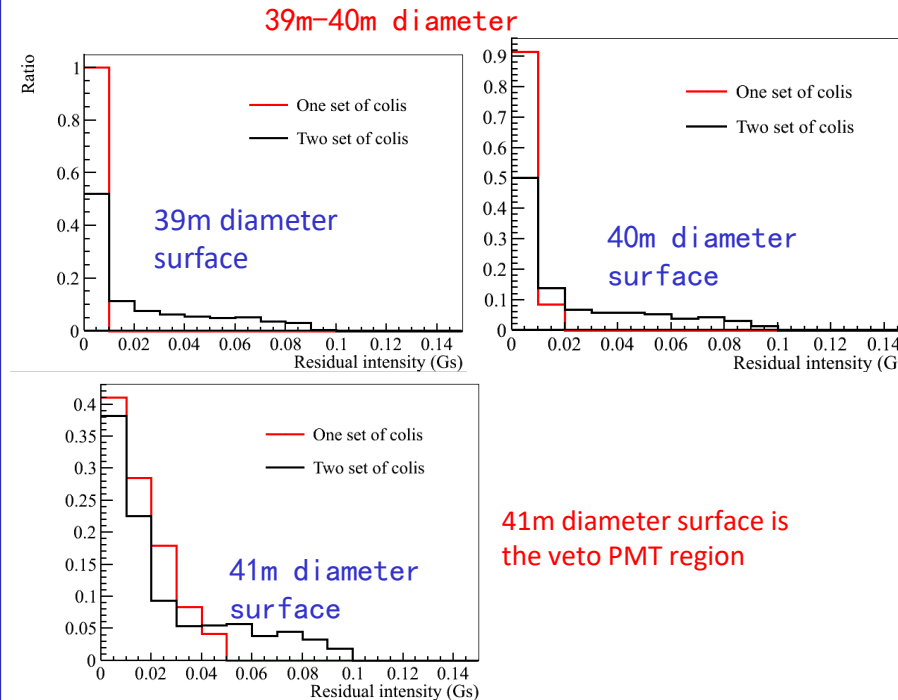 39m-40m diameter
Ratio
1
0.8
0.6
0.4
0.2
0
One set of colis
Two set of colis
39m diameter
surface
0 0.02 0.04 0.06 0.08 0.1 0.12 0.14
Residual intensity (Gs)
0.9
0.8
0.7
0.6
0.5
0.4
0.3
0.2
0.1
0
One set of colis
Two set of colis
40m diameter
surface
0 0.02 0.04 0.06 0.08 0.1 0.12 0.14
Residual intensity (G
0.4
0.35
0.3
0.25
0.2
0.15
0.1
0.05
0
One set of colis
Two set of colis
41m diameter
surface
0 0.02 0.04 0.06 0.08 0.1 0.12 0.14
Residual intensity (Gs)
41m diameter surface is
the veto PMT region